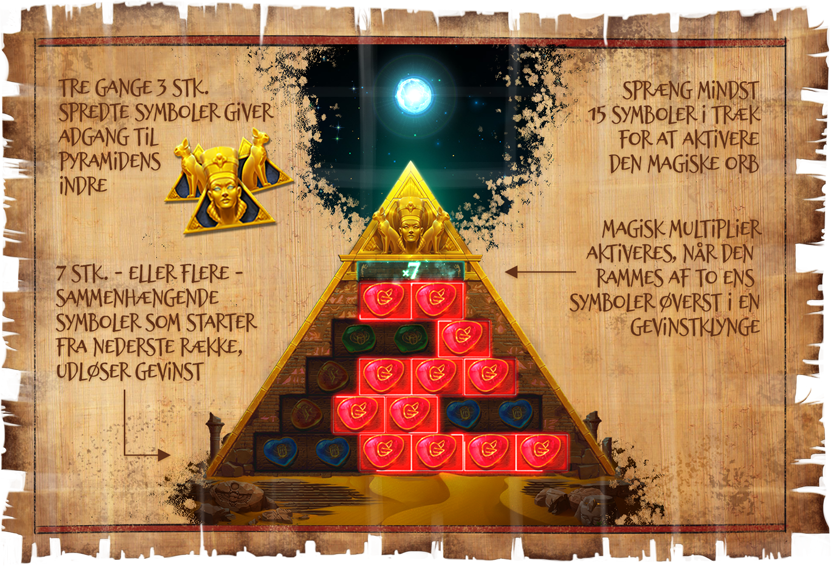 TRE GANGE 3 STK.
SPREDTE SYMBOLER GIVER
ADGANG TIL
PYRAMIDENS
INDRE
7 STK. - ELLER FLERE -
SAMMENHÆNGENDE
SYMBOLER SOM STARTER
FRA NEDERSTE RÆKKE,
UDLØSER GEVINST
x7
SPRÆNG MINDST
15 SYMBOLER I TRÆK
FOR AT AKTIVERE
DEN MAGISKE ORB
MAGISK MULTIPLIER
AKTIVERES, NÅR DEN
RAMMES AF TO ENS
SYMBOLER ØVERST I EN
GEVINSTKLYNGE